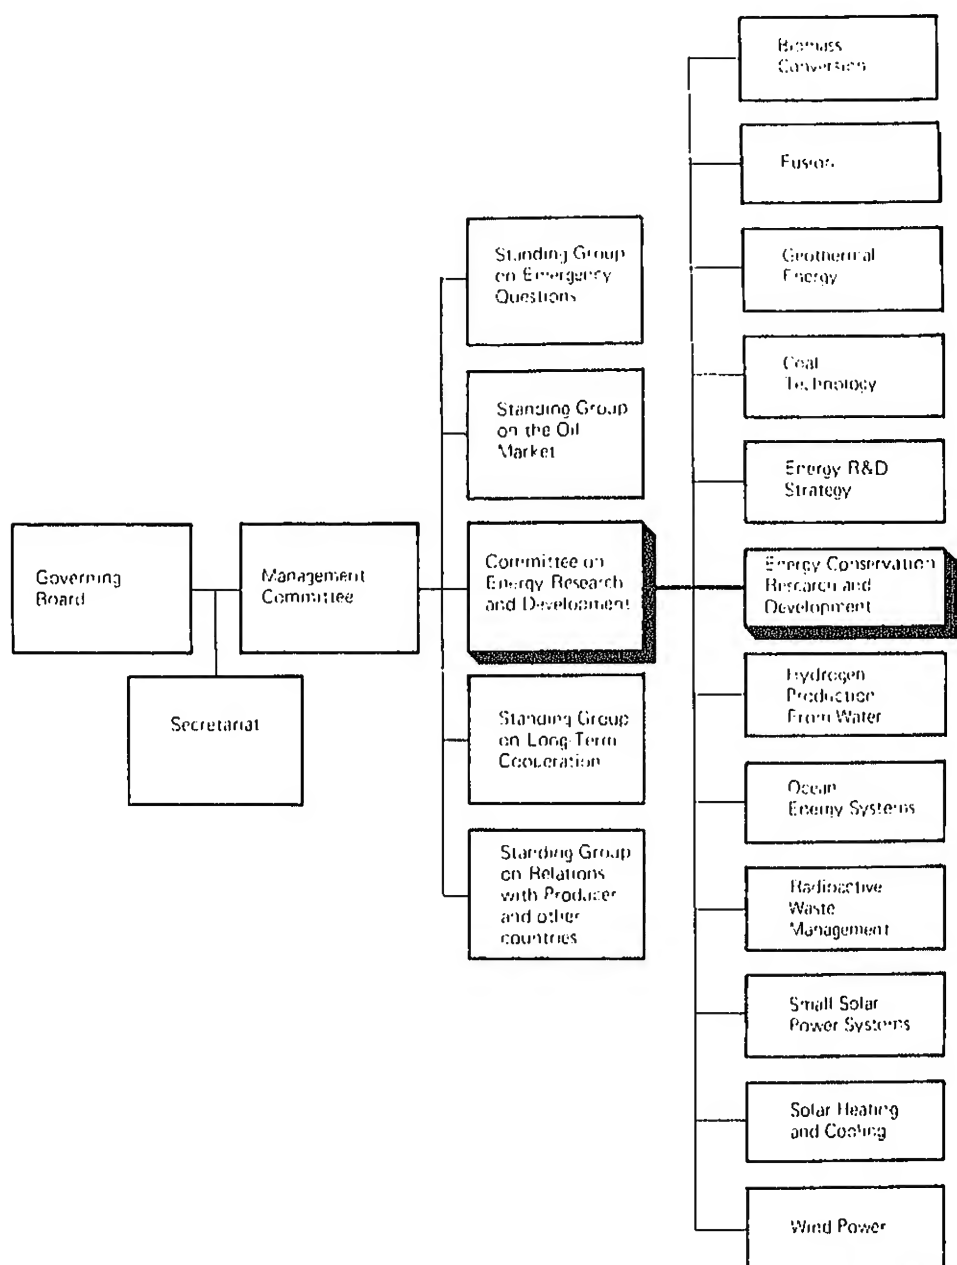 Governing
Board
Management
Committee
Secretariat
Standing Group
on Emergency
Questions
Standing Group
on the Oil
Market
Committee on
Energy Research
and Development
Standing Group
on Long-Term
Cooperation
Standing Group
on Relations
with Producer
and other
countries
Biomass
Conversion
Fusion
Geothermal
Energy
Coal
Technology
Energy R&D
Strategy
Energy Conservation
Research and
Development
Hydrogen
Production
From Water
Ocean
Energy Systems
Radioactive
Waste
Management
Small Solar
Power Systems
Solar Heating
and Cooling
Wind Power